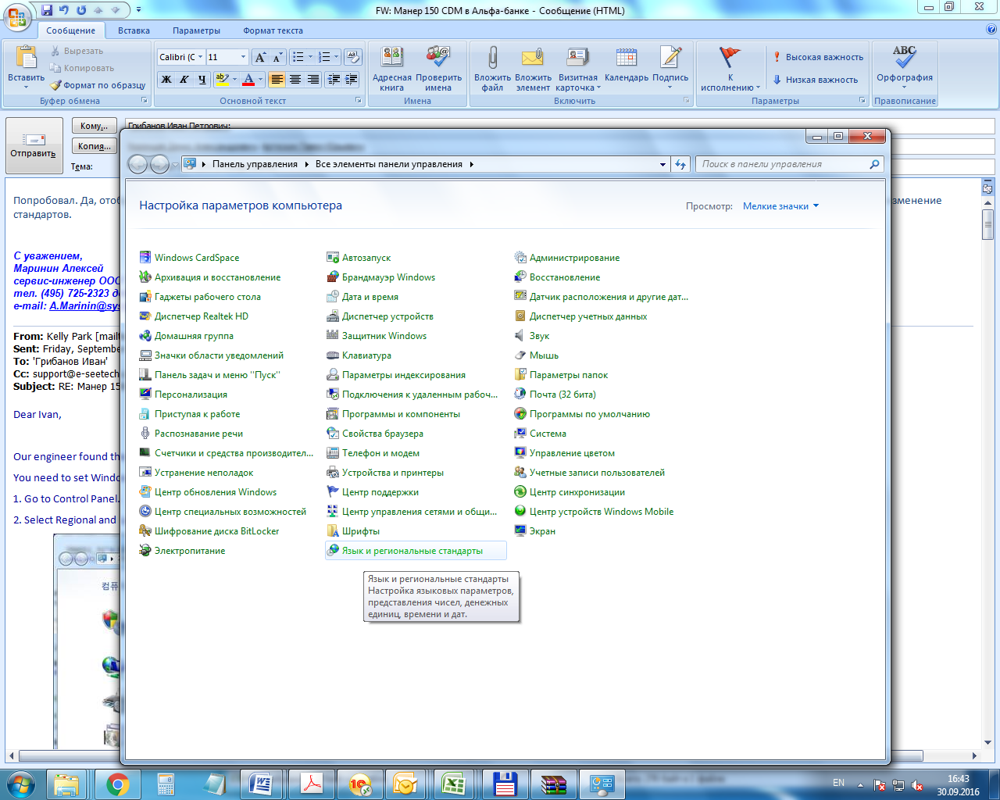 FW: Манер 150 CDM в Альфа-банке - Сообщение (HTML)
Сообщение Вставка Параметры Формат текста
Вставить
Вырезать
Копировать
Формат по образцу
Буфер обмена
Calibri (С 11
Ж К Ч
Основной текст
Адресная книга
Проверить имена
Имена
Вложить файл
Вложить элемент
Визитная карточка
Календарь
Подпись
Включить
К исполнению
Высокая важность
Низкая важность
Параметры
ABC
Орфография
Правописание
Отправить
Кому...
Грибанов Иван Петрович;
Копия...
Тема:
Панель управления Все элементы панели управления
Поиск в панели управления
Попробовал. Да, отоб
зменение
стандартов.
С уважением,
Маринин Алексей
сервис-инженер ООО
тел. (495) 725-2323 д
e-mail: A.Marinin@sys
From: Kelly Park [mailt
Sent: Friday, Septembe
To: 'Грибанов Иван'
Cc: support@e-seetech
Subject: RE: Манер 15
Dear Ivan,
Our engineer found th
You need to set Windo
1. Go to Control Panel.
2. Select Regional and
컴퓨
Настройка параметров компьютера
Просмотр: Мелкие значки
Windows CardSpace Автозапуск Администрирование
Архивация и восстановление Брандмауэр Windows Восстановление
Гаджеты рабочего стола Дата и время Датчик расположения и другие дат...
Диспетчер Realtek HD Диспетчер устройств Диспетчер учетных данных
Домашняя группа Защитник Windows Звук
Значки области уведомлений Клавиатура Мышь
Панель задач и меню "Пуск" Параметры индексирования Параметры папок
Персонализация Подключения к удаленным рабоч... Почта (32 бита)
Приступая к работе Программы и компоненты Программы по умолчанию
Распознавание речи Свойства браузера Система
Счетчики и средства производител... Телефон и модем Управление цветом
Устранение неполадок Устройства и принтеры Учетные записи пользователей
Центр обновления Windows Центр поддержки Центр синхронизации
Центр специальных возможностей Центр управления сетями и общи... Центр устройств Windows Mobile
Шифрование диска BitLocker Шрифты Экран
Электропитание Язык и региональные стандарты
Язык и региональные стандарты
Настройка языковых параметров,
представления чисел, денежных
единиц, времени и дат.
EN
16:43
30.09.2016